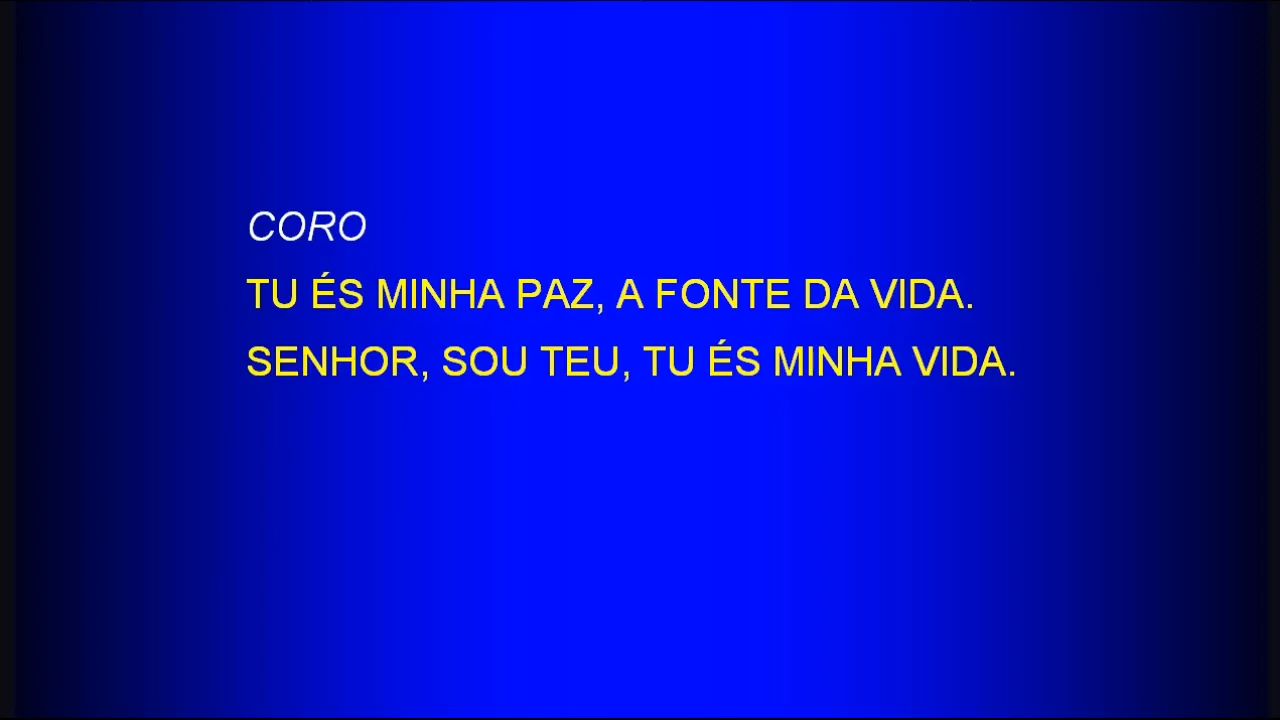 CORO
TU ÉS MINHA PAZ, A FONTE DA VIDA.
SENHOR, SOU TEU, TU ÉS MINHA VIDA.